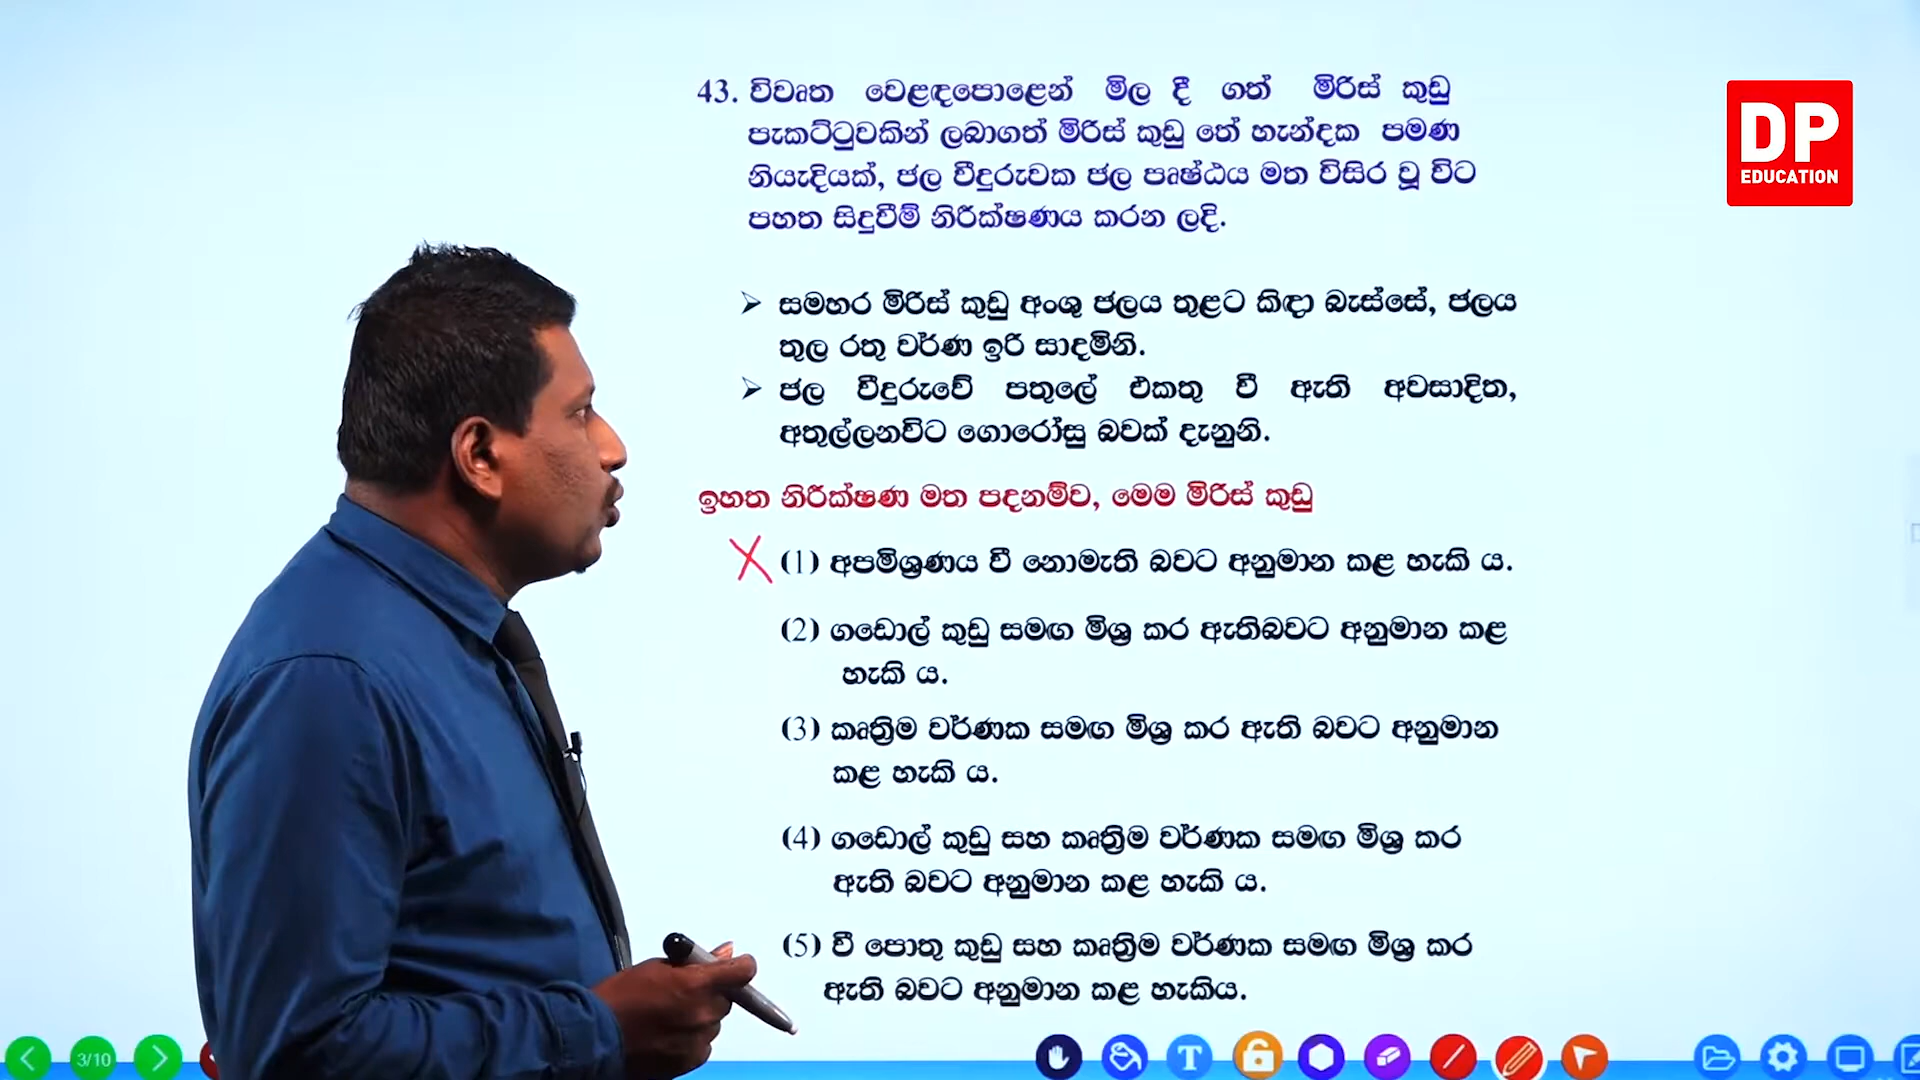 43. විවෘත වෙළඳපොළෙන් මිල දී ගත් මිරිස් කුඩු
පැකට්ටුවකින් ලබාගත් මිරිස් කුඩු තේ හැන්දක පමණ
නියැදියක්, ජල වීදුරුවක ජල පෘෂ්ඨය මත විසිර වූ විට
පහත සිදුවීම් නිරීක්ෂණය කරන ලදි.
DP
EDUCATION
➢ සමහර මිරිස් කුඩු අංශු ජලය තුළට කිඳා බැස්සේ, ජලය
තුල රතු වර්ණ ඉරි සාදමිනි.
➢ ජල වීදුරුවේ පතුලේ එකතු වී ඇති අවසාදිත,
අතුල්ලනවිට ගොරෝසු බවක් දැනුනි.
ඉහත නිරීක්ෂණ මත පදනම්ව, මෙම මිරිස් කුඩු
X (1) අපමිශ්‍රණය වී නොමැති බවට අනුමාන කළ හැකි ය.
(2) ගඩොල් කුඩු සමඟ මිශ්‍ර කර ඇතිබවට අනුමාන කළ
හැකි ය.
(3) කෘත්‍රිම වර්ණක සමඟ මිශ්‍ර කර ඇති බවට අනුමාන
කළ හැකි ය.
(4) ගඩොල් කුඩු සහ කෘත්‍රිම වර්ණක සමඟ මිශ්‍ර කර
ඇති බවට අනුමාන කළ හැකි ය.
(5) වී පොතු කුඩු සහ කෘත්‍රිම වර්ණක සමඟ මිශ්‍ර කර
ඇති බවට අනුමාන කළ හැකිය.
3/10